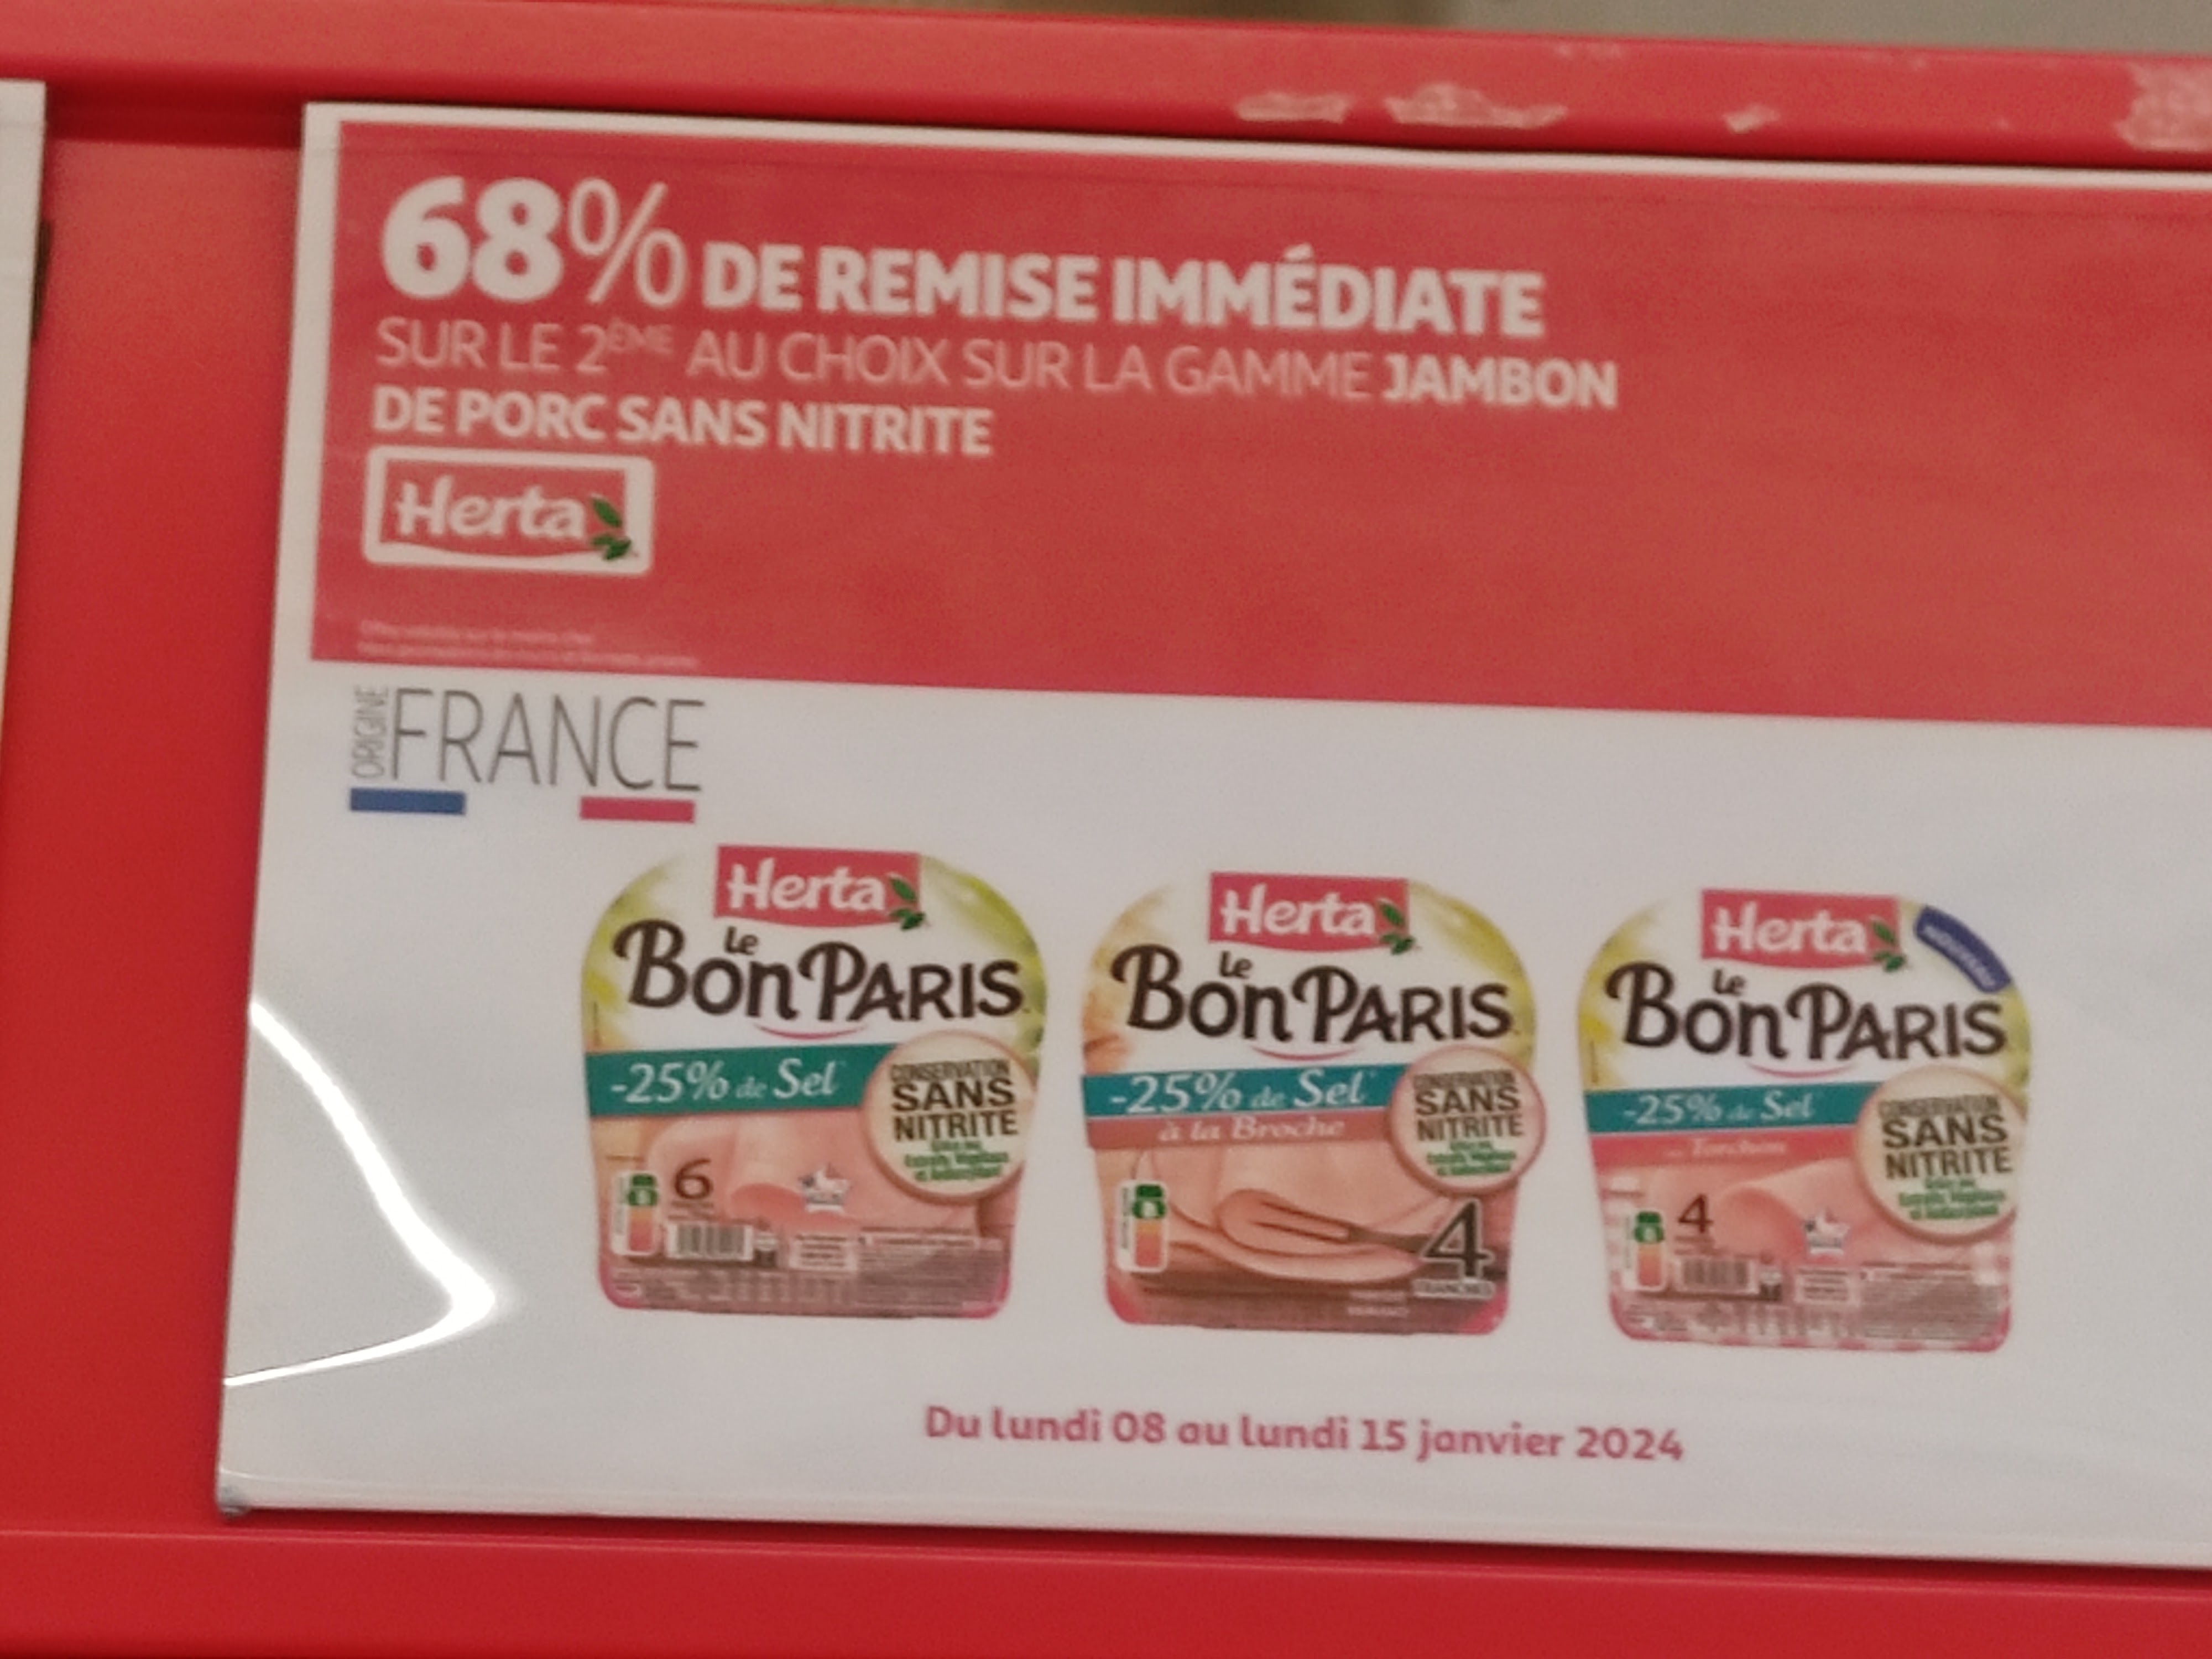 68% DE REMISE IMMÉDIATE
SUR LE 2ÈME AU CHOIX SUR LA GAMME JAMBON
DE PORC SANS NITRITE
Herta
ORIGINE
FRANCE
Herta
le
Bon PARIS
-25% de Sel
CONSERVATION
SANS
NITRITE
6
Herta
le
Bon PARIS
-25% de Sel
à la Broche
CONSERVATION
SANS
NITRITE
4
TRANCHES
Herta
NOUVEAU
le
Bon PARIS
-25% de Sel
Torchon
CONSERVATION
SANS
NITRITE
4
Du lundi 08 au lundi 15 janvier 2024